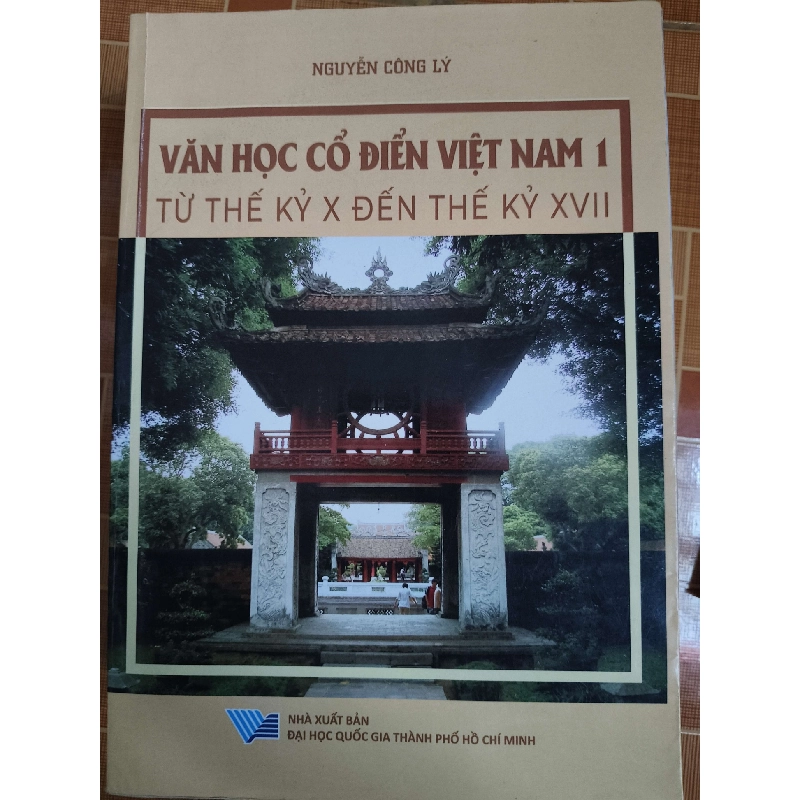 NGUYỄN CÔNG LÝ
VĂN HỌC CỔ ĐIỂN VIỆT NAM 1
TỪ THẾ KỶ X ĐẾN THẾ KỶ XVII
NHÀ XUẤT BẢN
ĐẠI HỌC QUỐC GIA THÀNH PHỐ HỒ CHÍ MINH